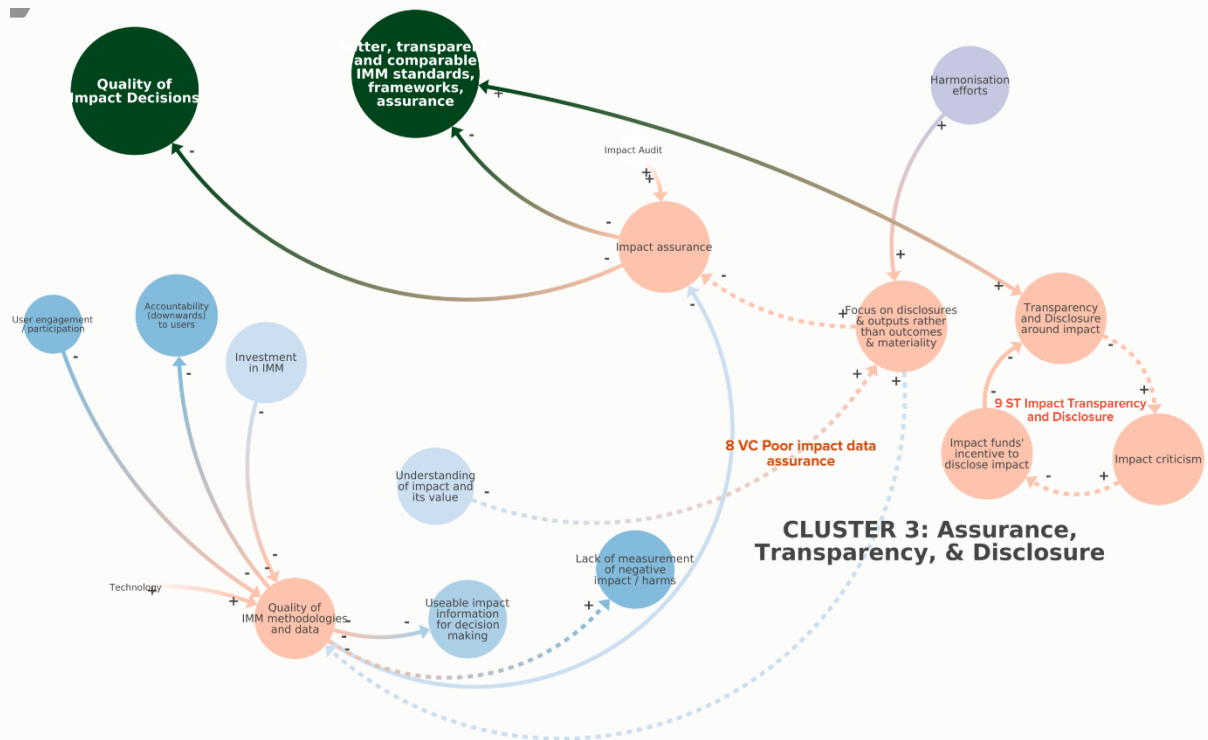 Quality of
Impact Decisions
transparent
and comparable
IMM standards,
frameworks,
assurance
Harmonisation
efforts
+
-
-
+
-
Impact Audit
+
+
-
Impact assurance
-
-
-
+
+
Accountability
(downwards)
to users
User engagement
/ participation
Investment
in IMM
Focus on disclosures
& outputs rather
than outcomes
& materiality
+
Transparency
and Disclosure
around impact
-
-
-
-
-
+
+
+
-
9 ST Impact Transparency
and Disclosure
Impact funds'
incentive to
disclose impact
-
+
Impact criticism
8 VC Poor impact data
assurance
Understanding
of impact and
its value
-
CLUSTER 3: Assurance,
Transparency, & Disclosure
Lack of measurement
of negative
impact / harms
-
-
-
Technology
+
+
Quality of
IMM methodologies
and data
-
-
-
-
Useable impact
information
for decision
making
+